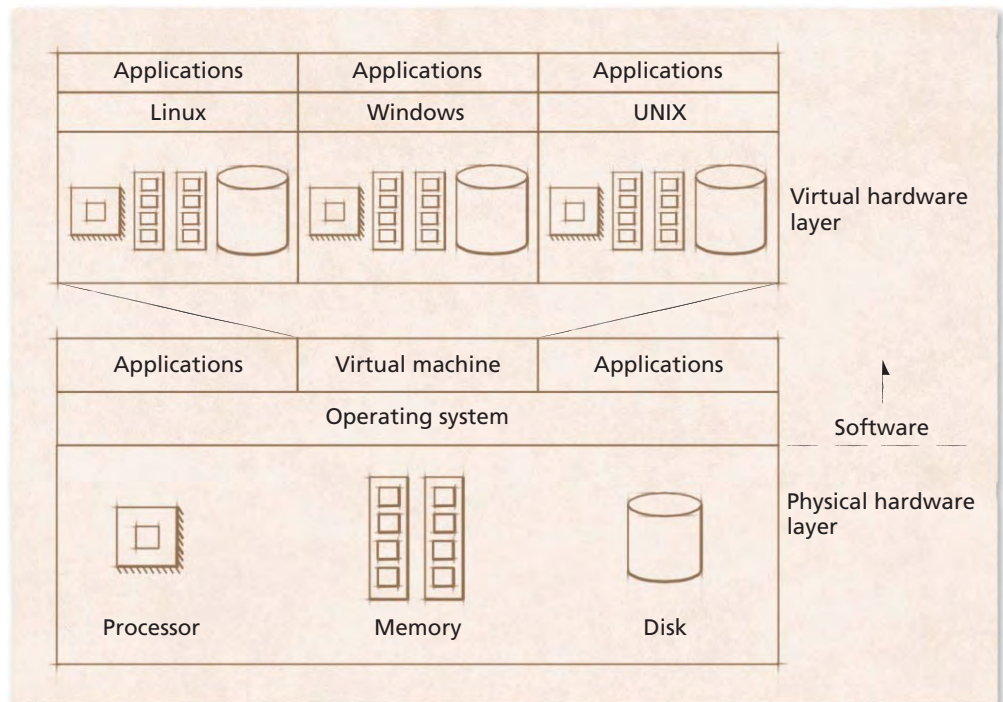 Applications Applications Applications
Linux Windows UNIX
Virtual hardware
layer
Applications Virtual machine Applications
Operating system
Software
Physical hardware
layer
Processor Memory Disk